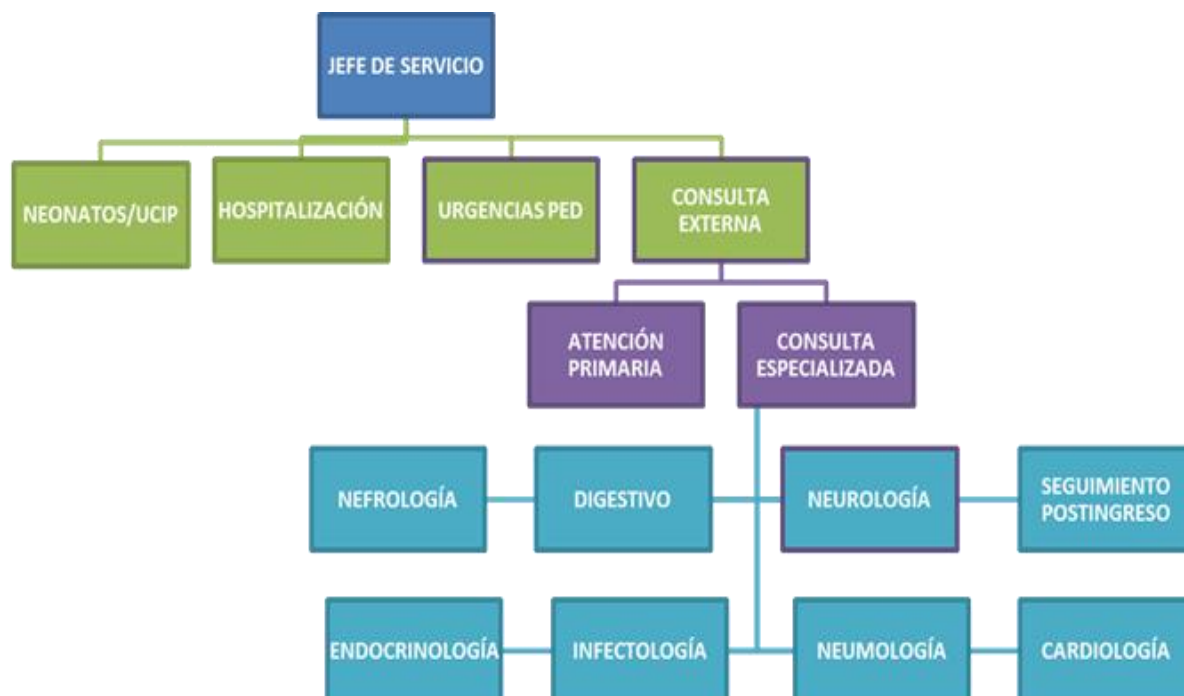 JEFE DE SERVICIO
NEONATOS/UCIP
HOSPITALIZACIÓN
URGENCIAS PED
CONSULTA
EXTERNA
ATENCIÓN
PRIMARIA
CONSULTA
ESPECIALIZADA
NEFROLOGÍA
DIGESTIVO
NEUROLOGÍA
SEGUIMIENTO
POSTINGRESO
ENDOCRINOLOGÍA
INFECTOLOGÍA
NEUMOLOGÍA
CARDIOLOGÍA